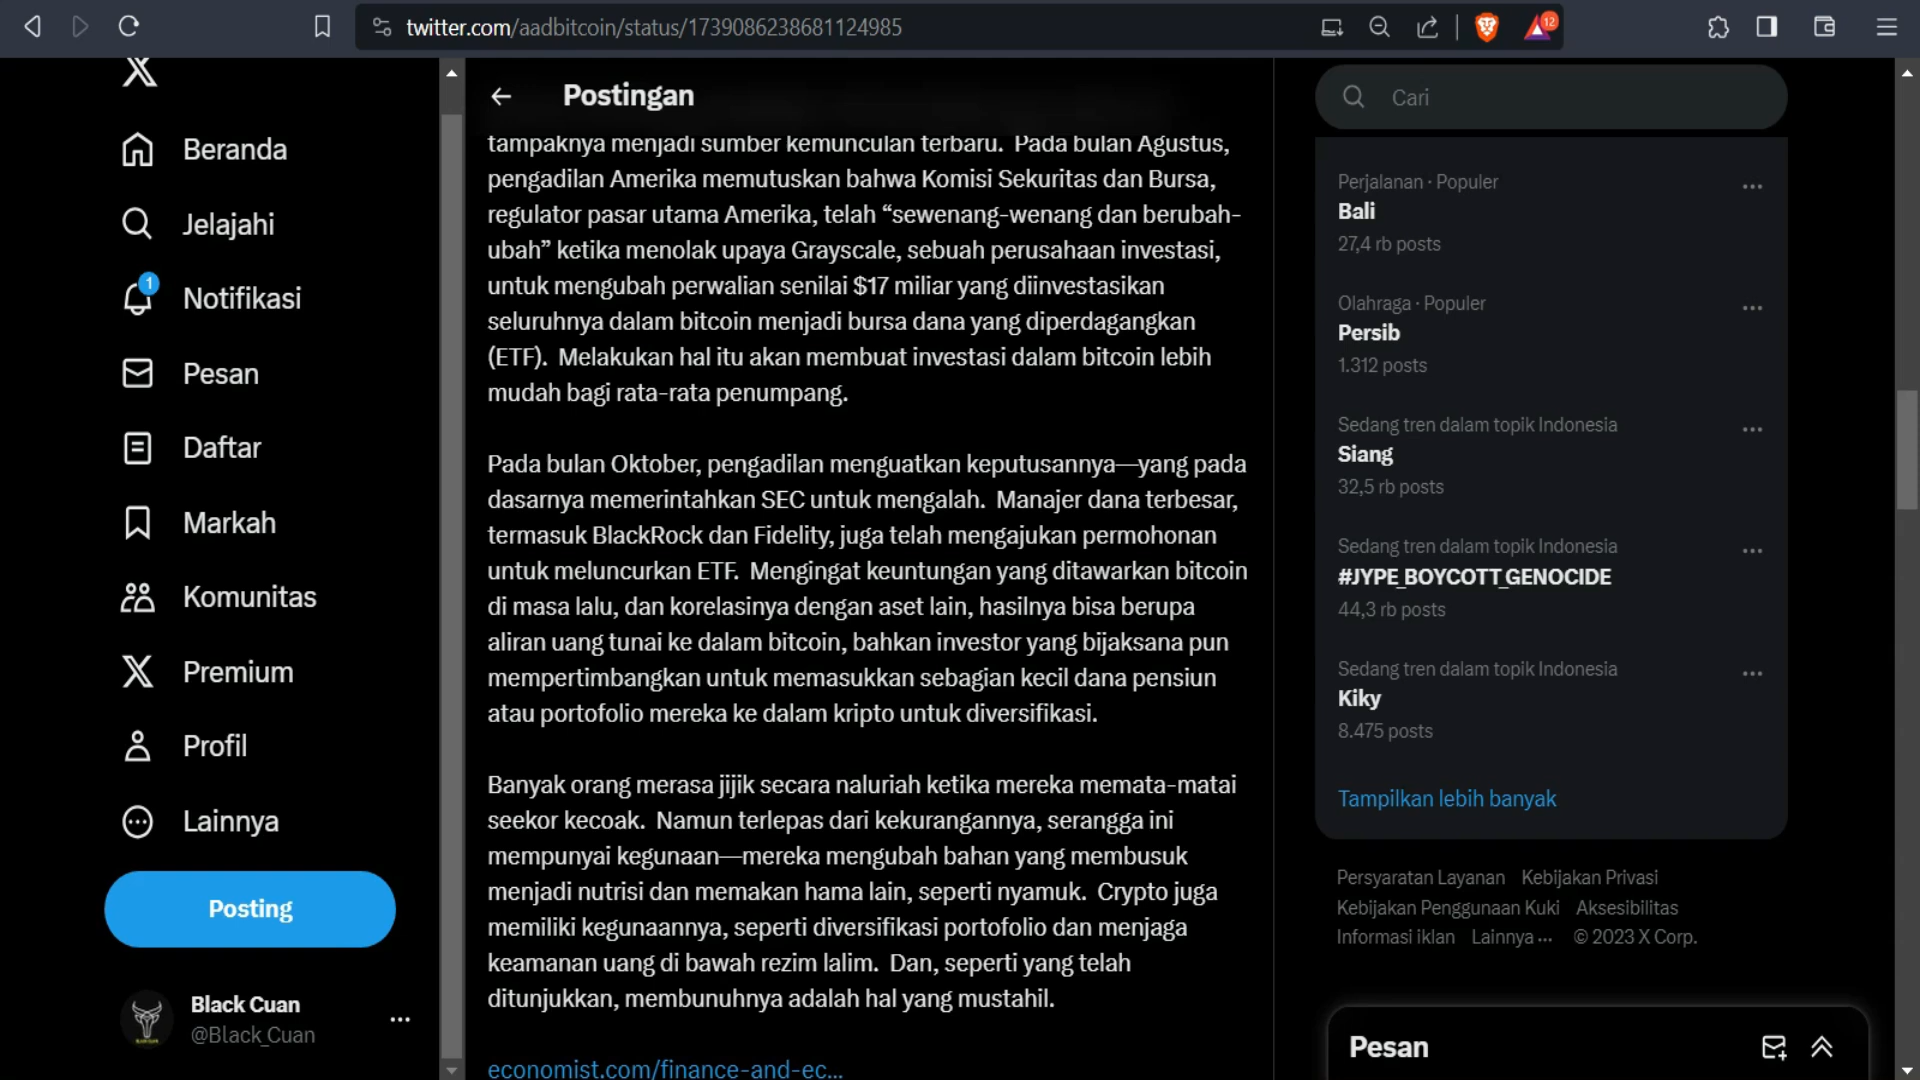 twitter.com/aadbitcoin/status/1739086238681124985
12
Beranda
Jelajahi
1
Notifikasi
Pesan
Daftar
Markah
Komunitas
Premium
Profil
Lainnya
Posting
Black Cuan
@Black_Cuan
Postingan
tampaknya menjadi sumber kemunculan terbaru.  Pada bulan Agustus,
pengadilan Amerika memutuskan bahwa Komisi Sekuritas dan Bursa,
regulator pasar utama Amerika, telah “sewenang-wenang dan berubah-
ubah” ketika menolak upaya Grayscale, sebuah perusahaan investasi,
untuk mengubah perwalian senilai $17 miliar yang diinvestasikan
seluruhnya dalam bitcoin menjadi bursa dana yang diperdagangkan
(ETF).  Melakukan hal itu akan membuat investasi dalam bitcoin lebih
mudah bagi rata-rata penumpang.
Pada bulan Oktober, pengadilan menguatkan keputusannya—yang pada
dasarnya memerintahkan SEC untuk mengalah.  Manajer dana terbesar,
termasuk BlackRock dan Fidelity, juga telah mengajukan permohonan
untuk meluncurkan ETF.  Mengingat keuntungan yang ditawarkan bitcoin
di masa lalu, dan korelasinya dengan aset lain, hasilnya bisa berupa
aliran uang tunai ke dalam bitcoin, bahkan investor yang bijaksana pun
mempertimbangkan untuk memasukkan sebagian kecil dana pensiun
atau portofolio mereka ke dalam kripto untuk diversifikasi.
Banyak orang merasa jijik secara naluriah ketika mereka memata-matai
seekor kecoak.  Namun terlepas dari kekurangannya, serangga ini
mempunyai kegunaan—mereka mengubah bahan yang membusuk
menjadi nutrisi dan memakan hama lain, seperti nyamuk.  Crypto juga
memiliki kegunaannya, seperti diversifikasi portofolio dan menjaga
keamanan uang di bawah rezim lalim.  Dan, seperti yang telah
ditunjukkan, membunuhnya adalah hal yang mustahil.
economist.com/finance-and-ec...
Cari
Perjalanan · Populer
Bali
27,4 rb posts
Olahraga · Populer
Persib
1.312 posts
Sedang tren dalam topik Indonesia
Siang
32,5 rb posts
Sedang tren dalam topik Indonesia
#JYPE_BOYCOTT_GENOCIDE
44,3 rb posts
Sedang tren dalam topik Indonesia
Kiky
8.475 posts
Tampilkan lebih banyak
Persyaratan Layanan Kebijakan Privasi
Kebijakan Penggunaan Kuki Aksesibilitas
Informasi iklan Lainnya ··· © 2023 X Corp.
Pesan